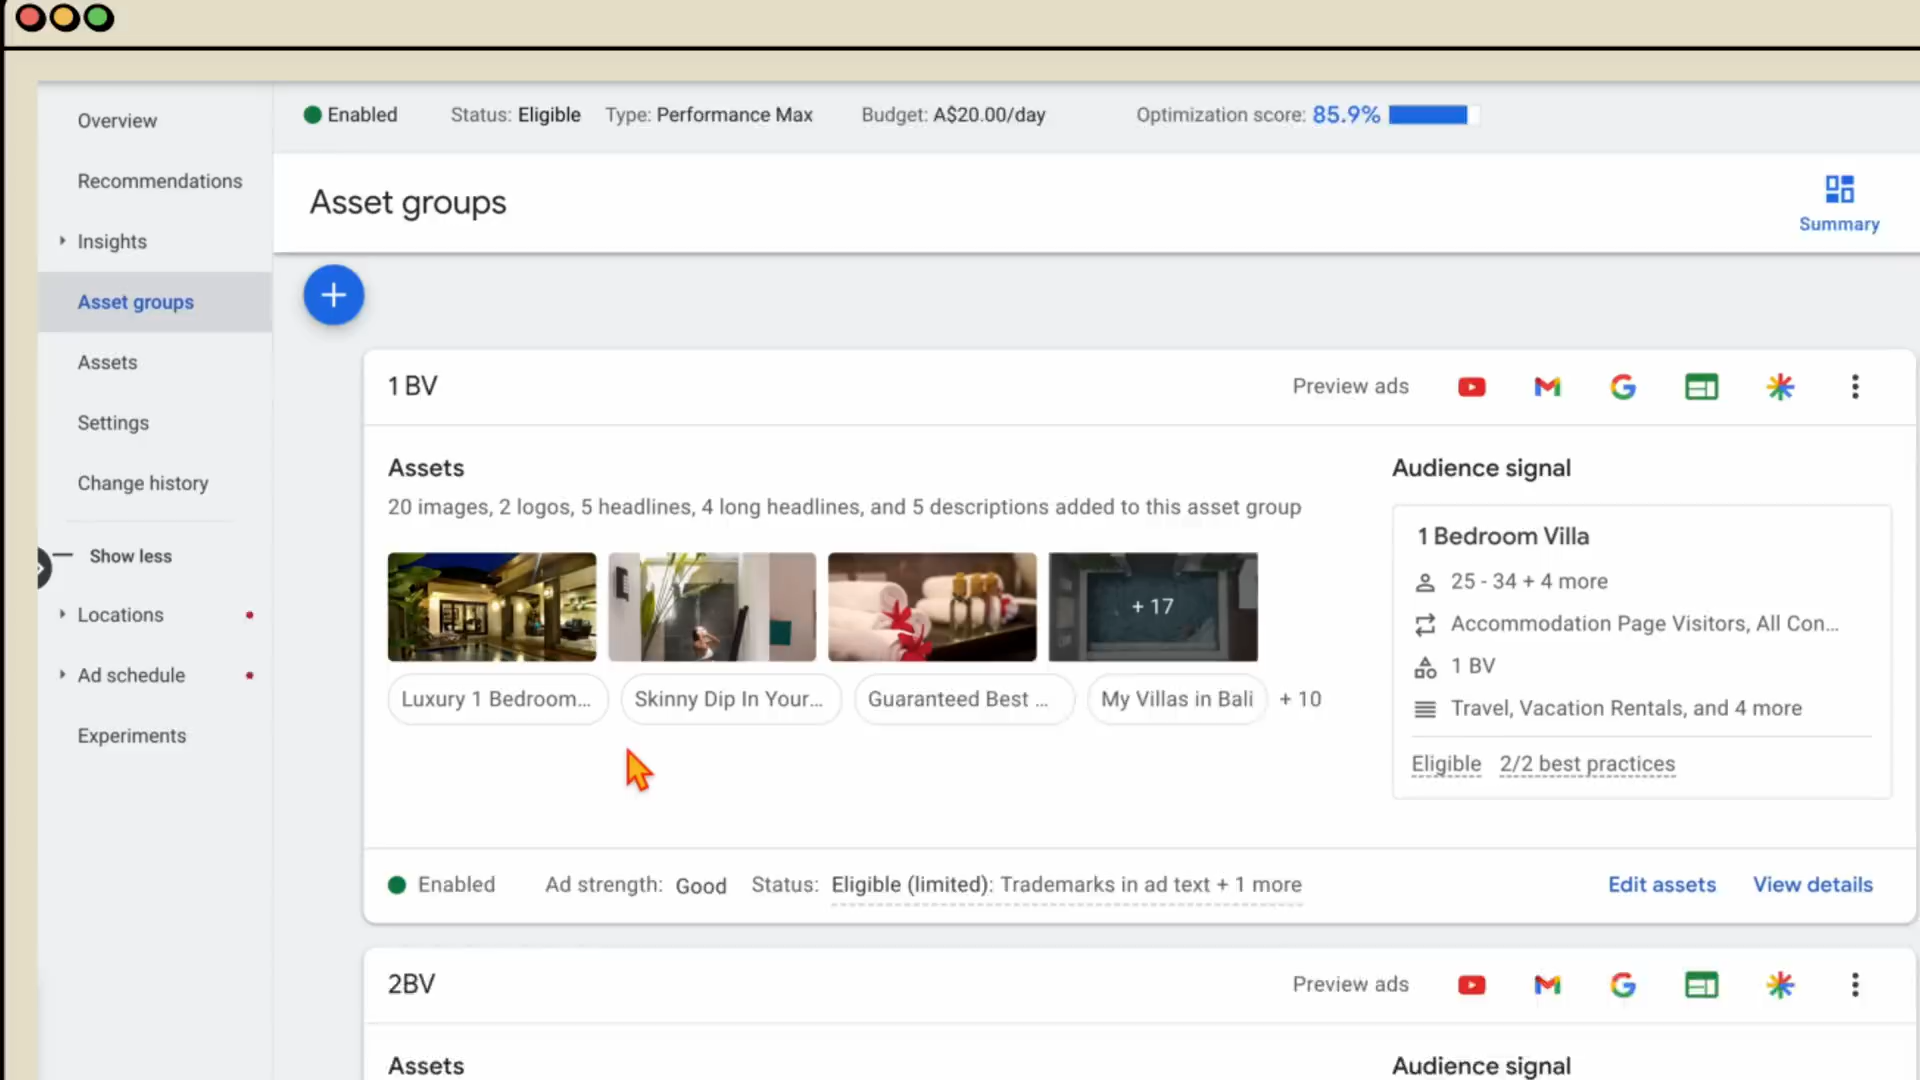 Enabled Status: Eligible Type: Performance Max Budget: A$20.00/day Optimization score: 85.9%
Overview
Recommendations
Insights
Asset groups
Assets
Settings
Change history
Show less
Locations
Ad schedule
Experiments
Asset groups
Summary
1 BV
Preview ads
Assets
20 images, 2 logos, 5 headlines, 4 long headlines, and 5 descriptions added to this asset group
+ 17
Luxury 1 Bedroom... Skinny Dip In Your... Guaranteed Best ... My Villas in Bali + 10
Audience signal
1 Bedroom Villa
25 - 34 + 4 more
Accommodation Page Visitors, All Con...
1 BV
Travel, Vacation Rentals, and 4 more
Eligible 2/2 best practices
Enabled Ad strength: Good Status: Eligible (limited): Trademarks in ad text + 1 more
Edit assets View details
2BV
Preview ads
Assets
Audience signal